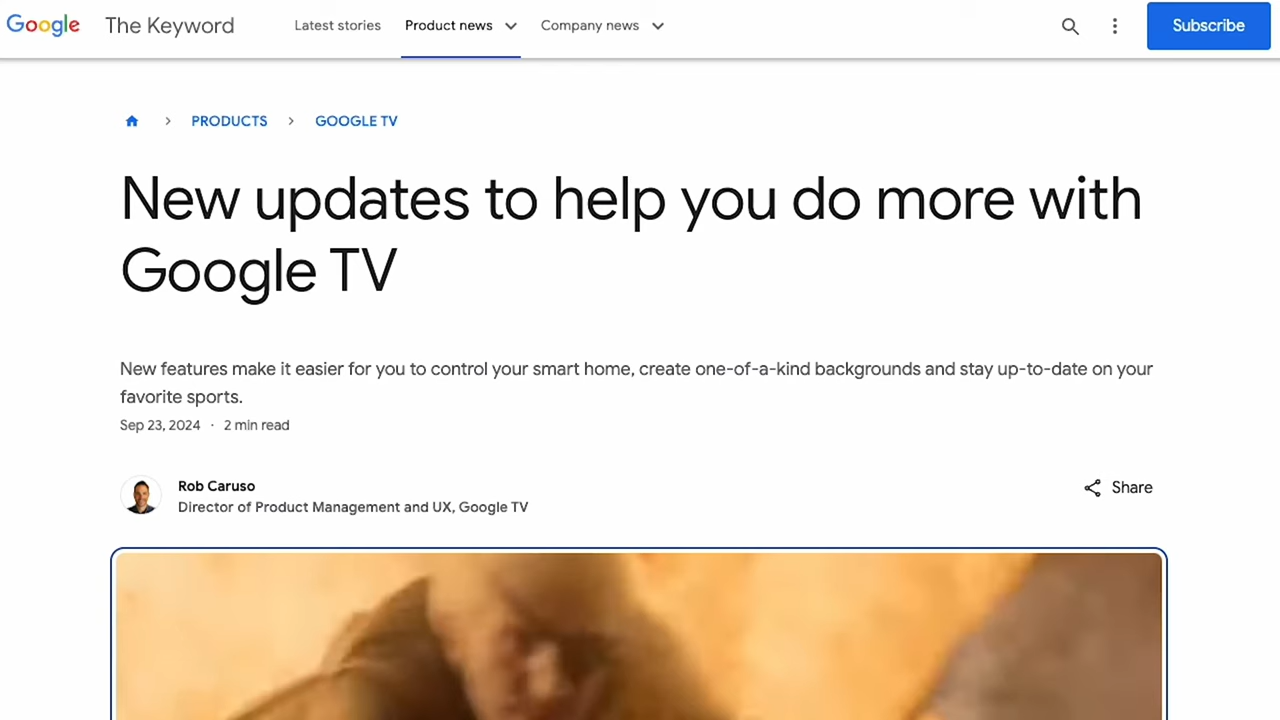 Google The Keyword Latest stories Product news Company news Subscribe
PRODUCTS GOOGLE TV
New updates to help you do more with
Google TV
New features make it easier for you to control your smart home, create one-of-a-kind backgrounds and stay up-to-date on your
favorite sports.
Sep 23, 2024 · 2 min read
Rob Caruso
Director of Product Management and UX, Google TV
Share